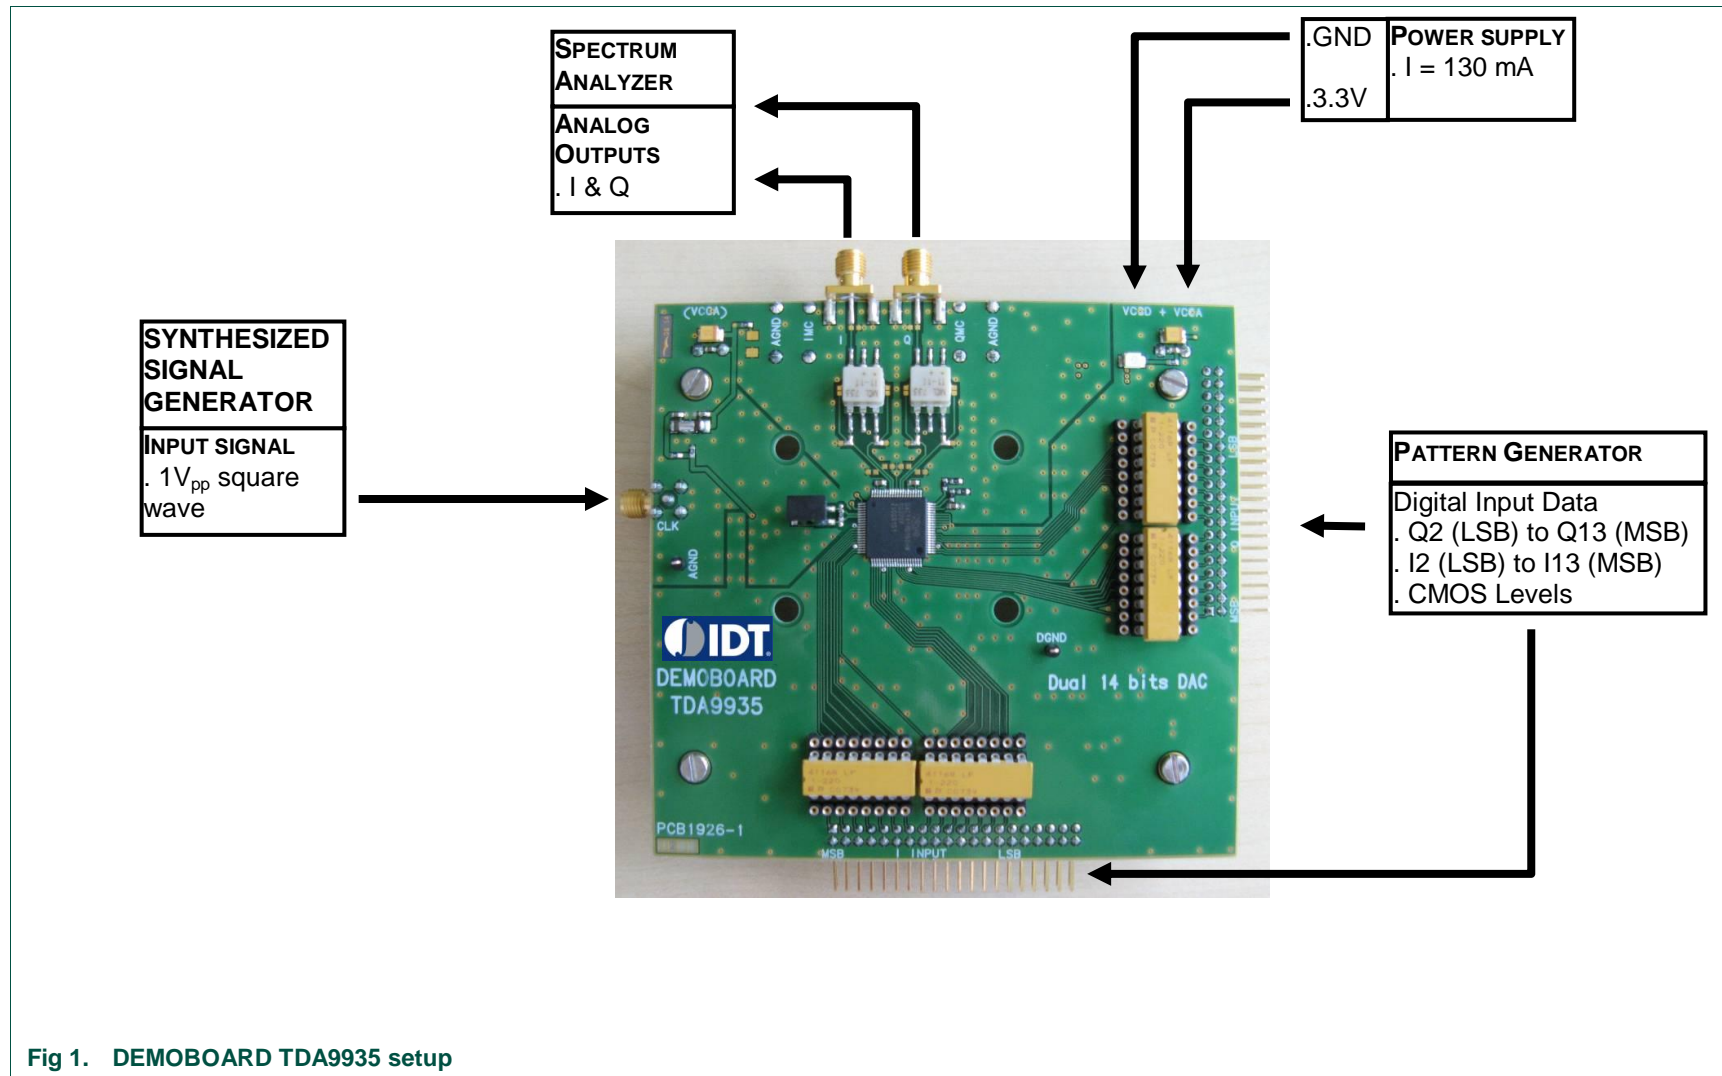 SPECTRUM
ANALYZER
ANALOG
OUTPUTS
. I & Q
.GND
.3.3V
POWER SUPPLY
. I = 130 mA
SYNTHESIZED
SIGNAL
GENERATOR
INPUT SIGNAL
. 1Vpp square
wave
PATTERN GENERATOR
Digital Input Data
. Q2 (LSB) to Q13 (MSB)
. I2 (LSB) to I13 (MSB)
. CMOS Levels
(VCCA)
AGND
IMC
I
Q
QMC
AGND
VCCD + VCCA
CLK
AGND
LSB
Q INPUT
MSB
DGND
IDT
DEMOBOARD
TDA9935
Dual 14 bits DAC
PCB1926-1
MSB
I INPUT
LSB
Fig 1. DEMOBOARD TDA9935 setup